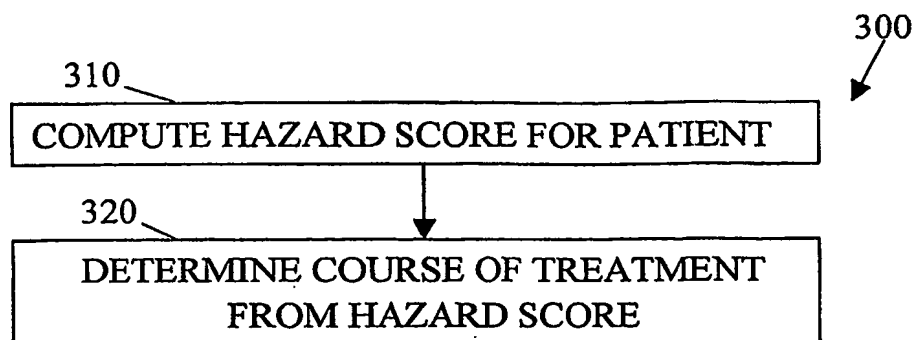 300
310
COMPUTE HAZARD SCORE FOR PATIENT
320
DETERMINE COURSE OF TREATMENT
FROM HAZARD SCORE